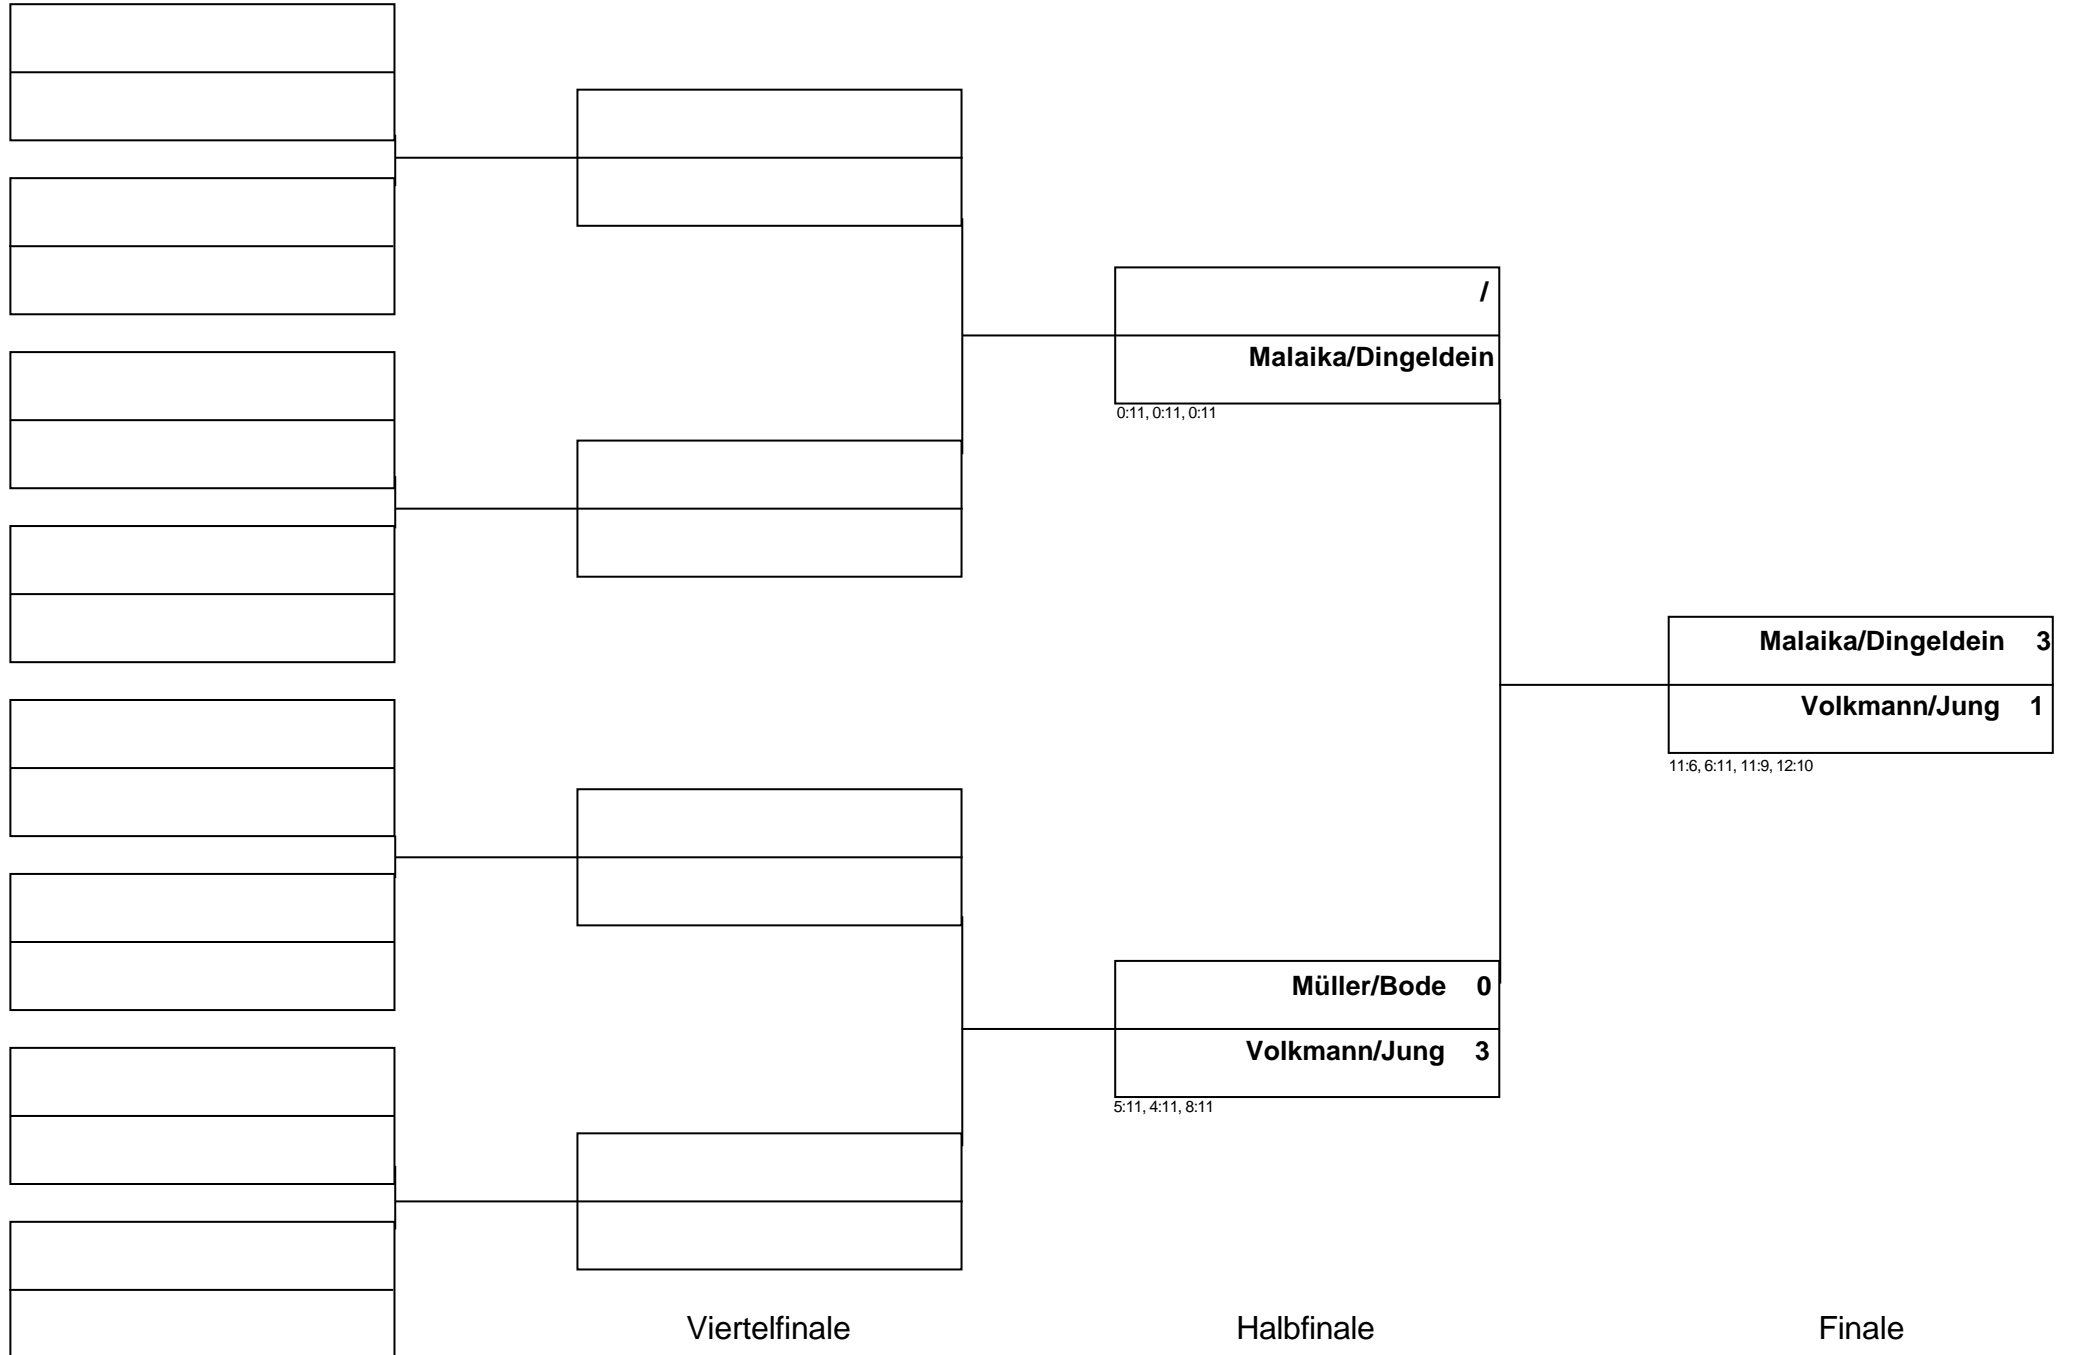 /
Malaika/Dingeldein
0:11, 0:11, 0:11
Malaika/Dingeldein 3
Volkmann/Jung 1
11:6, 6:11, 11:9, 12:10
Müller/Bode 0
Volkmann/Jung 3
5:11, 4:11, 8:11
Viertelfinale Halbfinale Finale